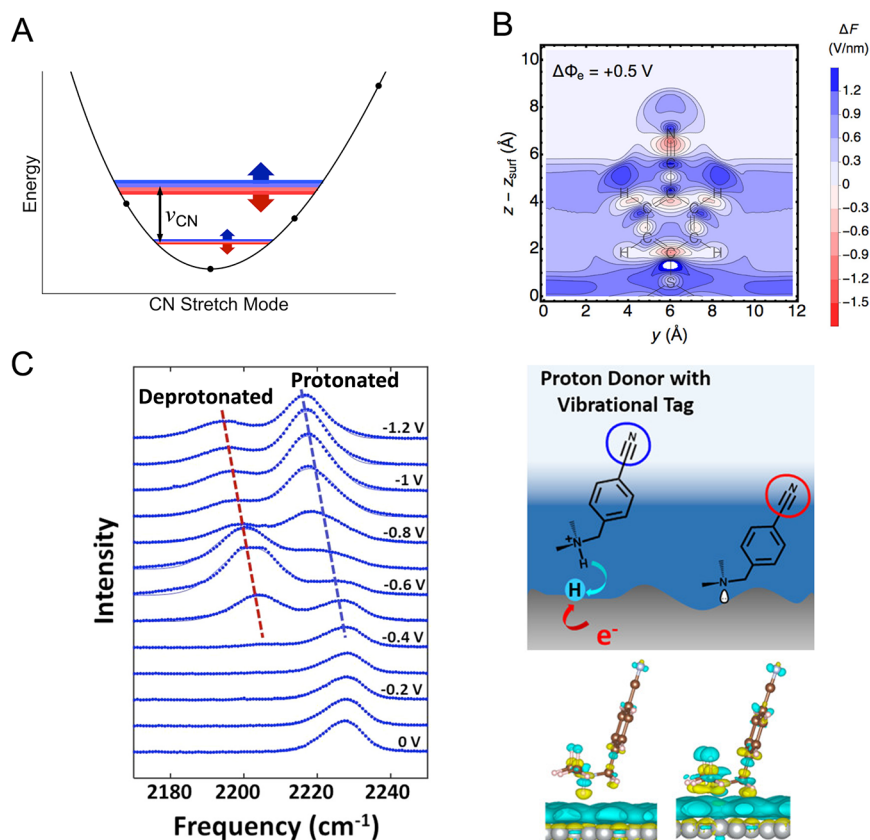 A
Energy
νCN
CN Stretch Mode
B
ΔΦe = +0.5 V
z − zsurf (Å)
10
8
6
4
2
0
N
H H
C C
C C
H C H
S
0 2 4 6 8 10 12
y (Å)
ΔF
(V/nm)
1.2
0.9
0.6
0.3
0
−0.3
−0.6
−0.9
−1.2
−1.5
C
Deprotonated
Protonated
-1.2 V
-1 V
-0.8 V
-0.6 V
-0.4 V
-0.2 V
0 V
Intensity
2180 2200 2220 2240
Frequency (cm-1)
Proton Donor with
Vibrational Tag
N
N
+
N
H
N
H
e-